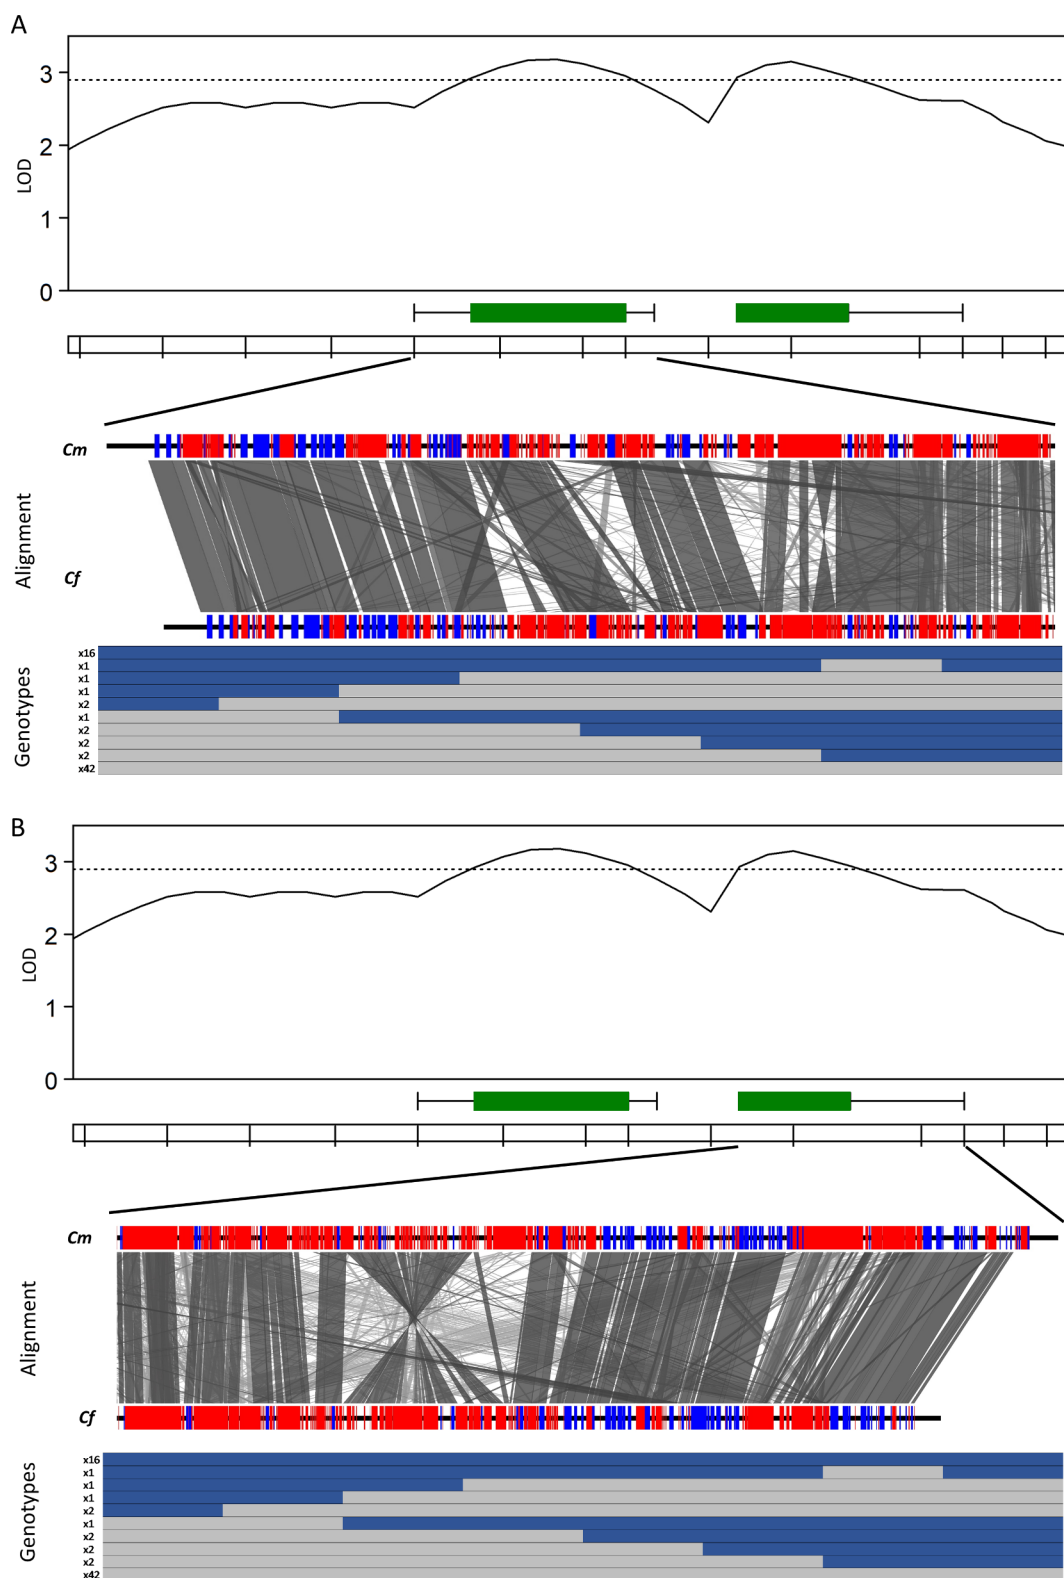 A
3
2
1
0
LOD
Cm
Alignment
Cf
Genotypes
x16
x1
x1
x1
x2
x1
x2
x2
x2
x42
B
3
2
1
0
LOD
Cm
Alignment
Cf
Genotypes
x16
x1
x1
x1
x2
x1
x2
x2
x2
x42